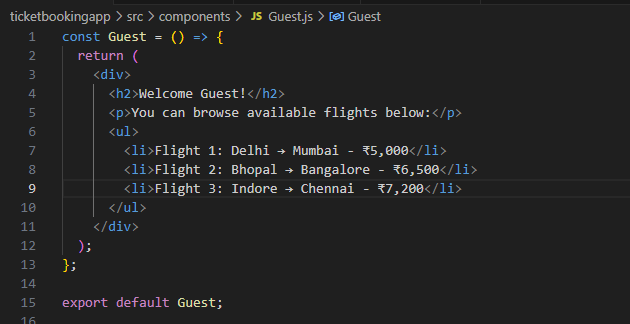 ticketbookingapp > src > components > JS Guest.js > Guest
1 const Guest = () => {
2   return (
3     <div>
4       <h2>Welcome Guest!</h2>
5       <p>You can browse available flights below:</p>
6       <ul>
7         <li>Flight 1: Delhi → Mumbai - ₹5,000</li>
8         <li>Flight 2: Bhopal → Bangalore - ₹6,500</li>
9         <li>Flight 3: Indore → Chennai - ₹7,200</li>
10       </ul>
11     </div>
12   );
13 };
14
15 export default Guest;
16